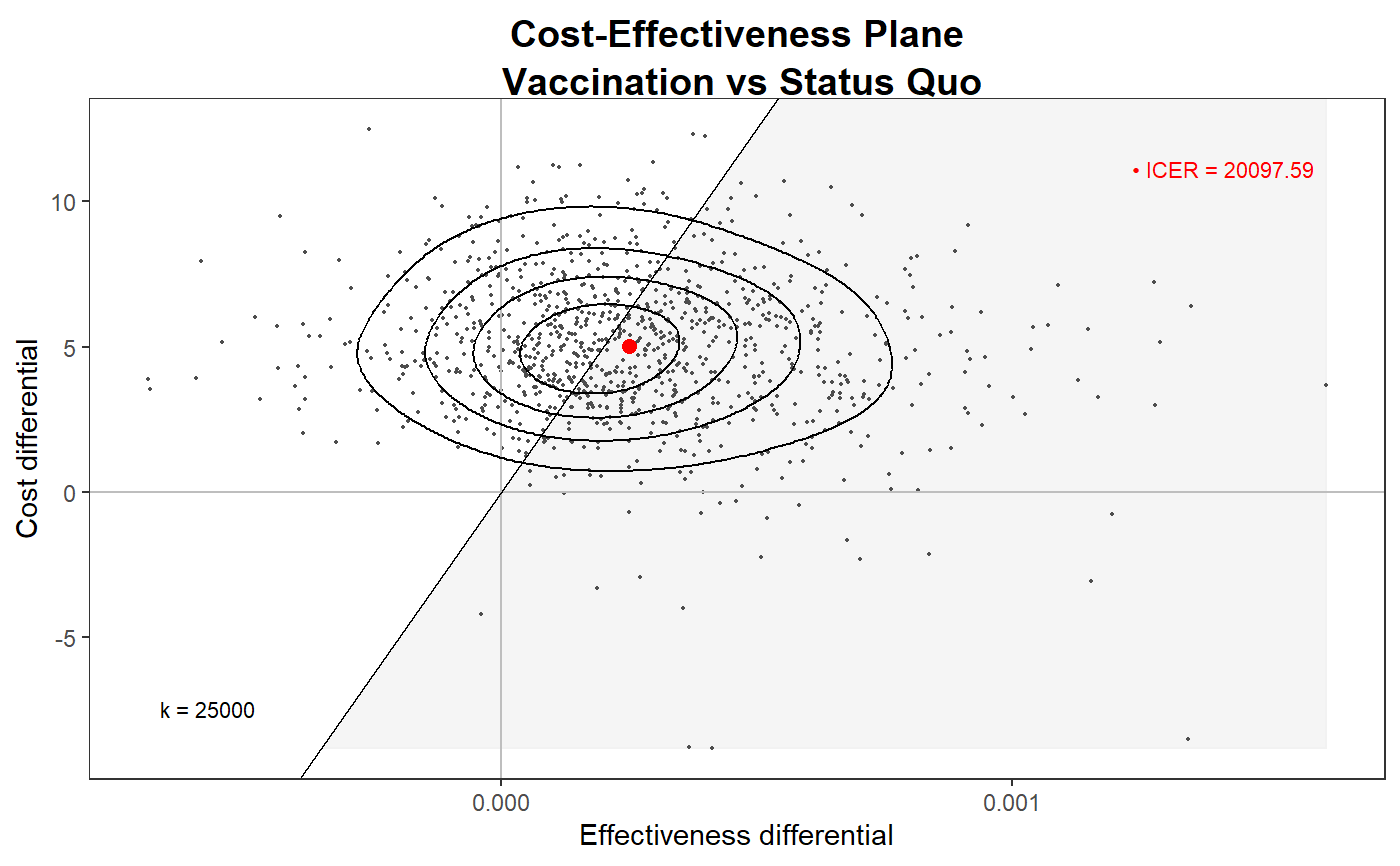 Cost-Effectiveness Plane
Vaccination vs Status Quo
• ICER = 20097.59
10
5
0
-5
Cost differential
k = 25000
0.000
0.001
Effectiveness differential